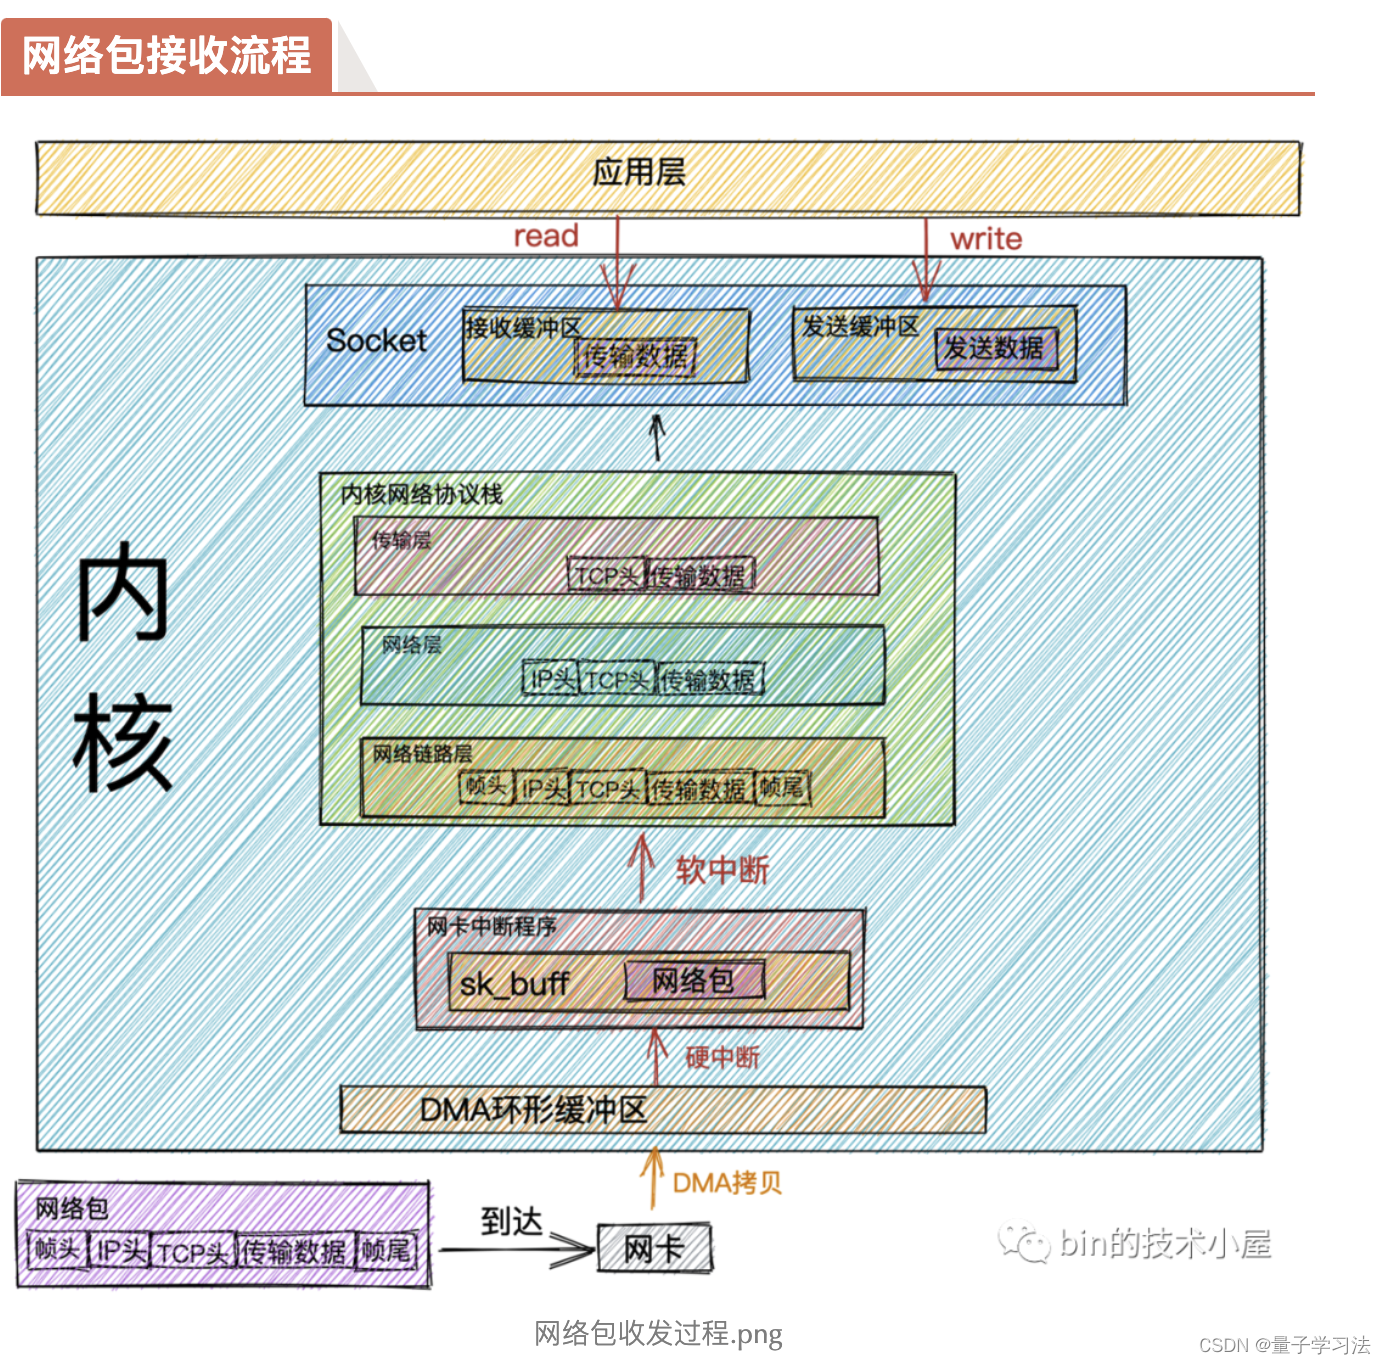 网络包接收流程
应用层
read
write
Socket
接收缓冲区
传输数据
发送缓冲区
发送数据
内核
内核网络协议栈
传输层
TCP头 传输数据
网络层
IP头 TCP头 传输数据
网络链路层
帧头 IP头 TCP头 传输数据 帧尾
软中断
网卡中断程序
sk_buff
网络包
硬中断
DMA环形缓冲区
DMA拷贝
网络包
帧头 IP头 TCP头 传输数据 帧尾
到达
网卡
bin的技术小屋
网络包收发过程.png
CSDN @量子学习法